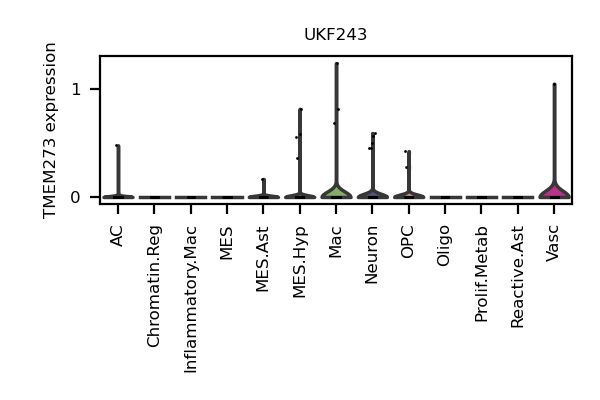 UKF243
TMEM273 expression
1
0
AC
Chromatin.Reg
Inflammatory.Mac
MES
MES.Ast
MES.Hyp
Mac
Neuron
OPC
Oligo
Prolif.Metab
Reactive.Ast
Vasc